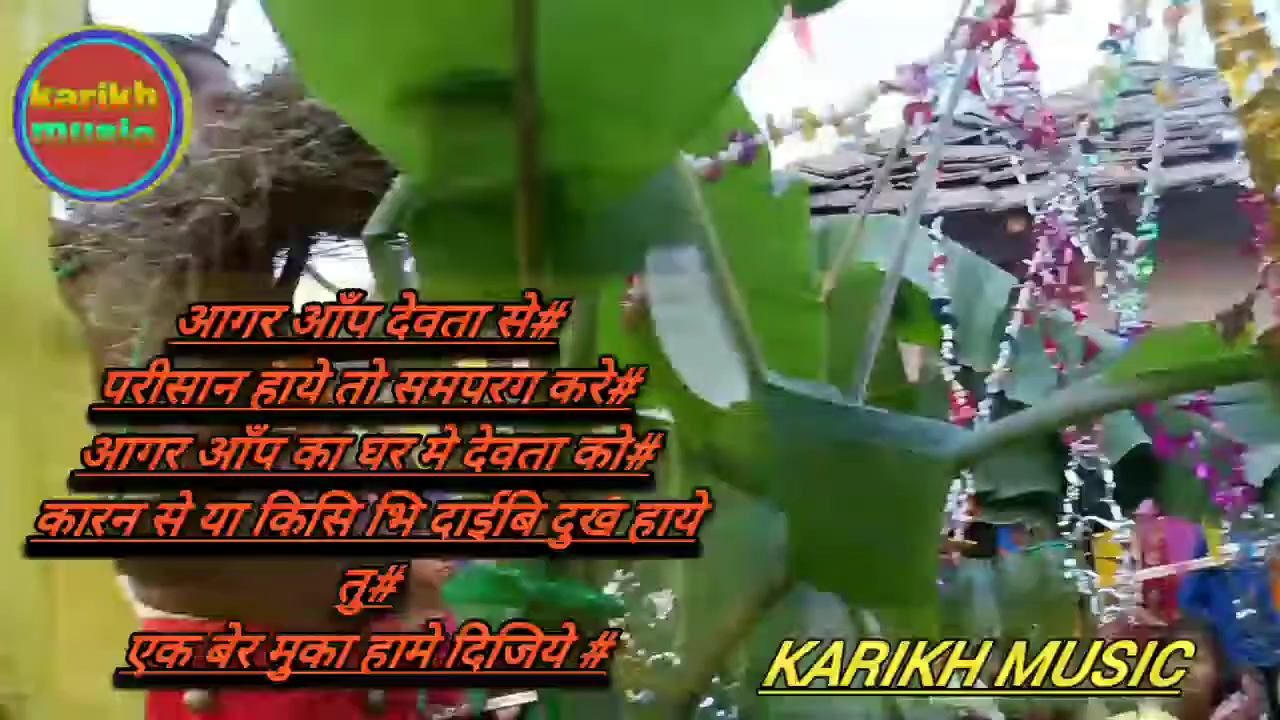 karikh
music
आगर आँप देवता से#
परीसान हाये तो समपरग करे#
आगर आँप का घर मे देवता को#
कारन से या किसि भि दाईबि दुख हाये
तु#
एक बेर मुका हामे दिजिये #
KARIKH MUSIC